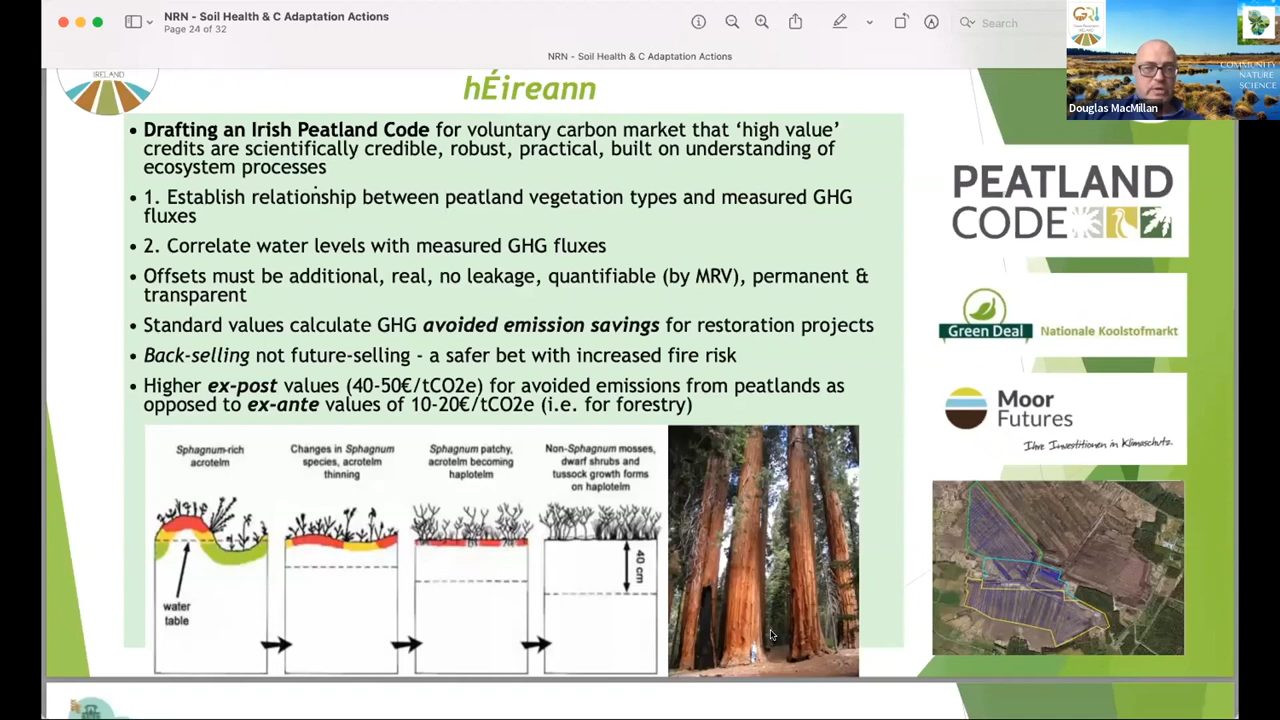 NRN - Soil Health & C Adaptation Actions
Page 24 of 32
Search
NRN - Soil Health & C Adaptation Actions
GRI
Douglas MacMillan
COMMUNITY
NATURE
SCIENCE
IRELAND
hÉireann
• Drafting an Irish Peatland Code for voluntary carbon market that ‘high value’
credits are scientifically credible, robust, practical, built on understanding of
ecosystem processes
• 1. Establish relationship between peatland vegetation types and measured GHG
fluxes
• 2. Correlate water levels with measured GHG fluxes
• Offsets must be additional, real, no leakage, quantifiable (by MRV), permanent &
transparent
• Standard values calculate GHG avoided emission savings for restoration projects
• Back-selling not future-selling - a safer bet with increased fire risk
• Higher ex-post values (40-50€/tCO2e) for avoided emissions from peatlands as
opposed to ex-ante values of 10-20€/tCO2e (i.e. for forestry)
Sphagnum-rich
acrotelm
Changes in Sphagnum
species, acrotelm
thinning
Sphagnum patchy,
acrotelm becoming
haplotelm
Non-Sphagnum mosses,
dwarf shrubs and
tussock growth forms
on haplotelm
water
table
40 cm
PEATLAND
CODE
Green Deal
Nationale Koolstofmarkt
Moor
Futures
Ihre Investitionen in Klimaschutz.